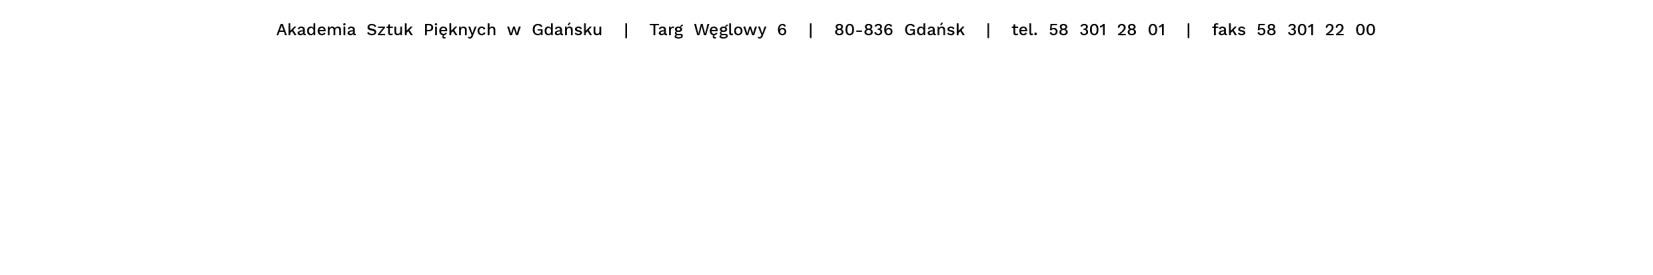 Akademia Sztuk Pięknych w Gdańsku | Targ Węglowy 6 | 80-836 Gdańsk | tel. 58 301 28 01 | faks 58 301 22 00